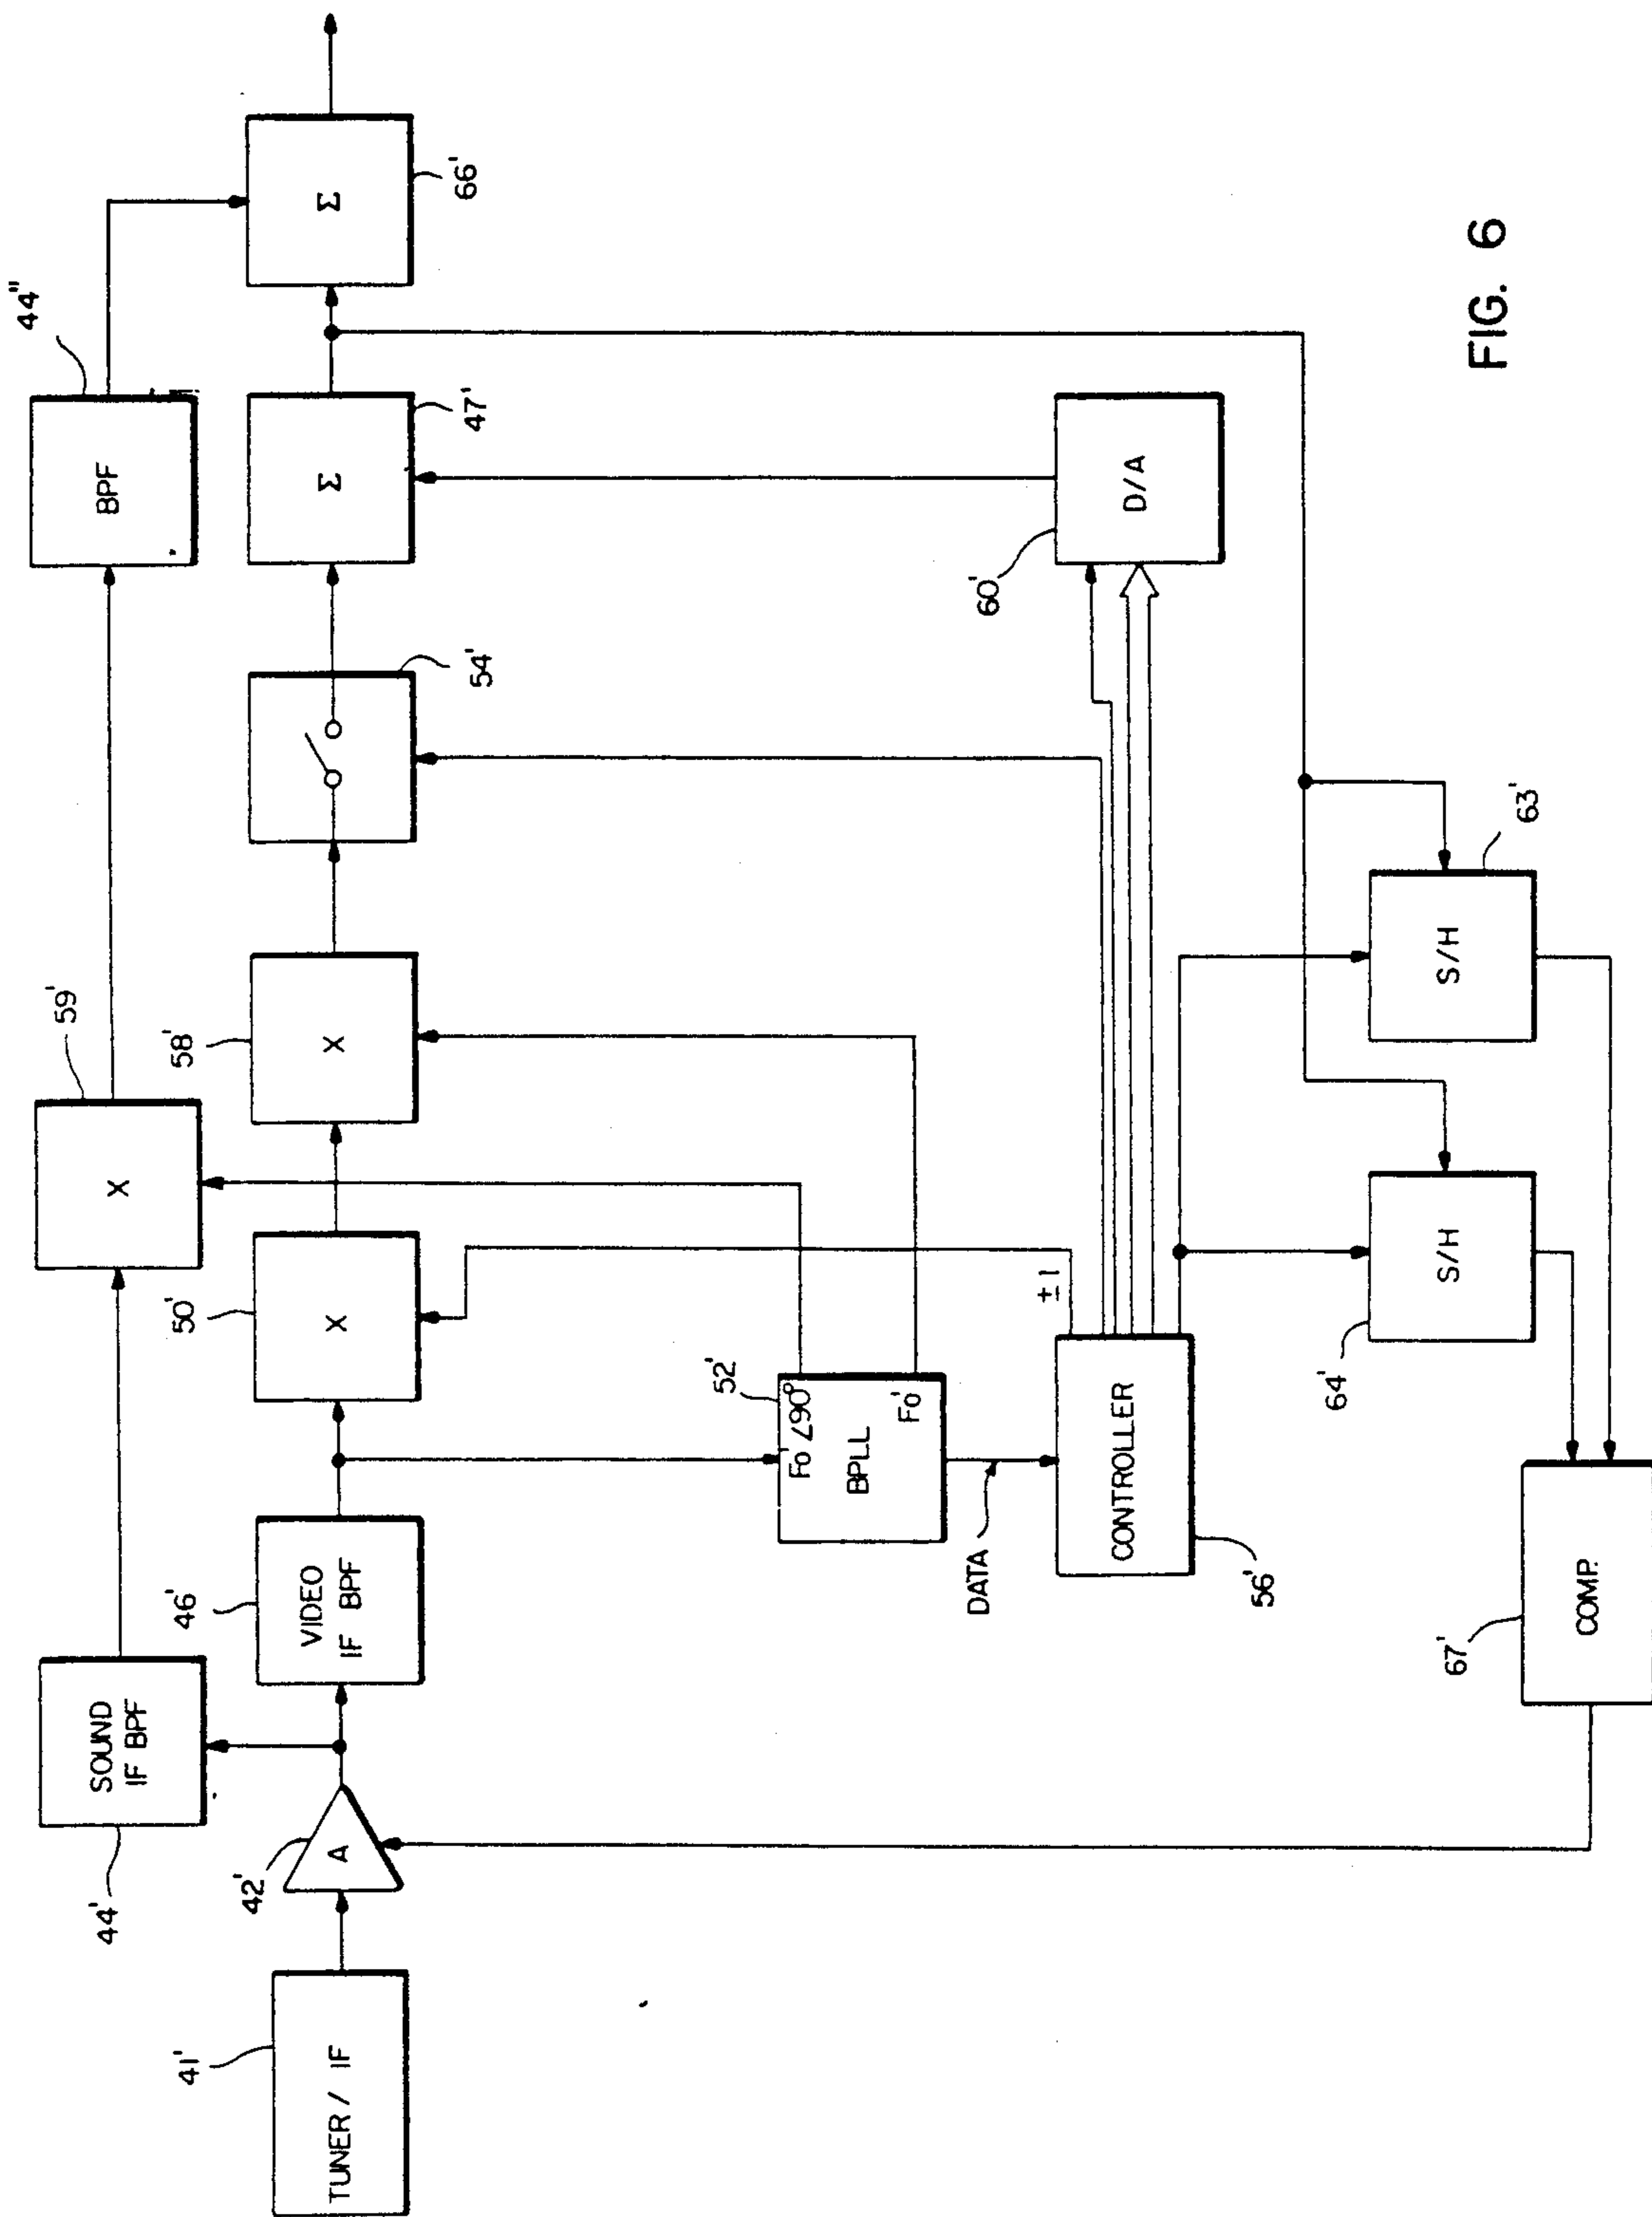 44'
SOUND
IF BPF
59'
X
BPF
44"
41'
TUNER / IF
42'
A
46'
VIDEO
IF BPF
50'
X
58'
X
54'
Σ
47'
Σ
66'
52'
Fo' ∠90°
BPLL
Fo'
DATA
± 1
CONTROLLER
56'
60'
D/A
64'
S/H
S/H
63'
67'
COMP.
FIG. 6